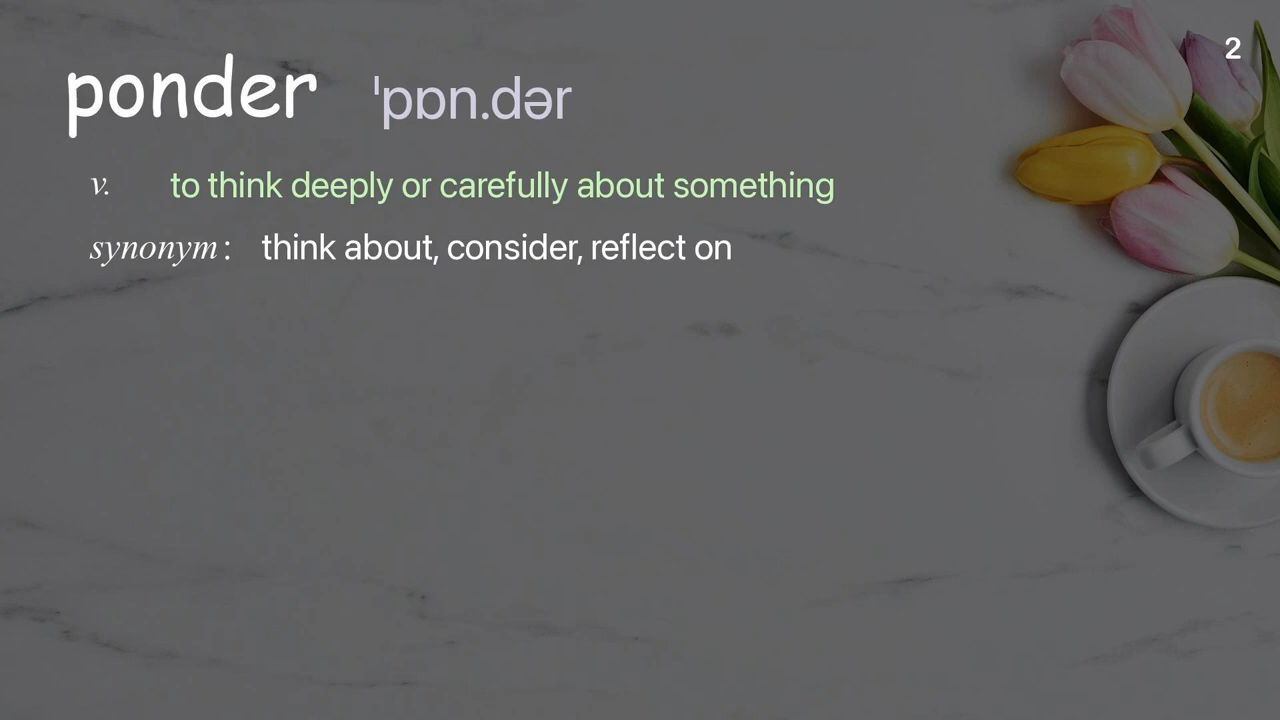 2
ponder ˈpɒn.dər
v. to think deeply or carefully about something
synonym: think about, consider, reflect on